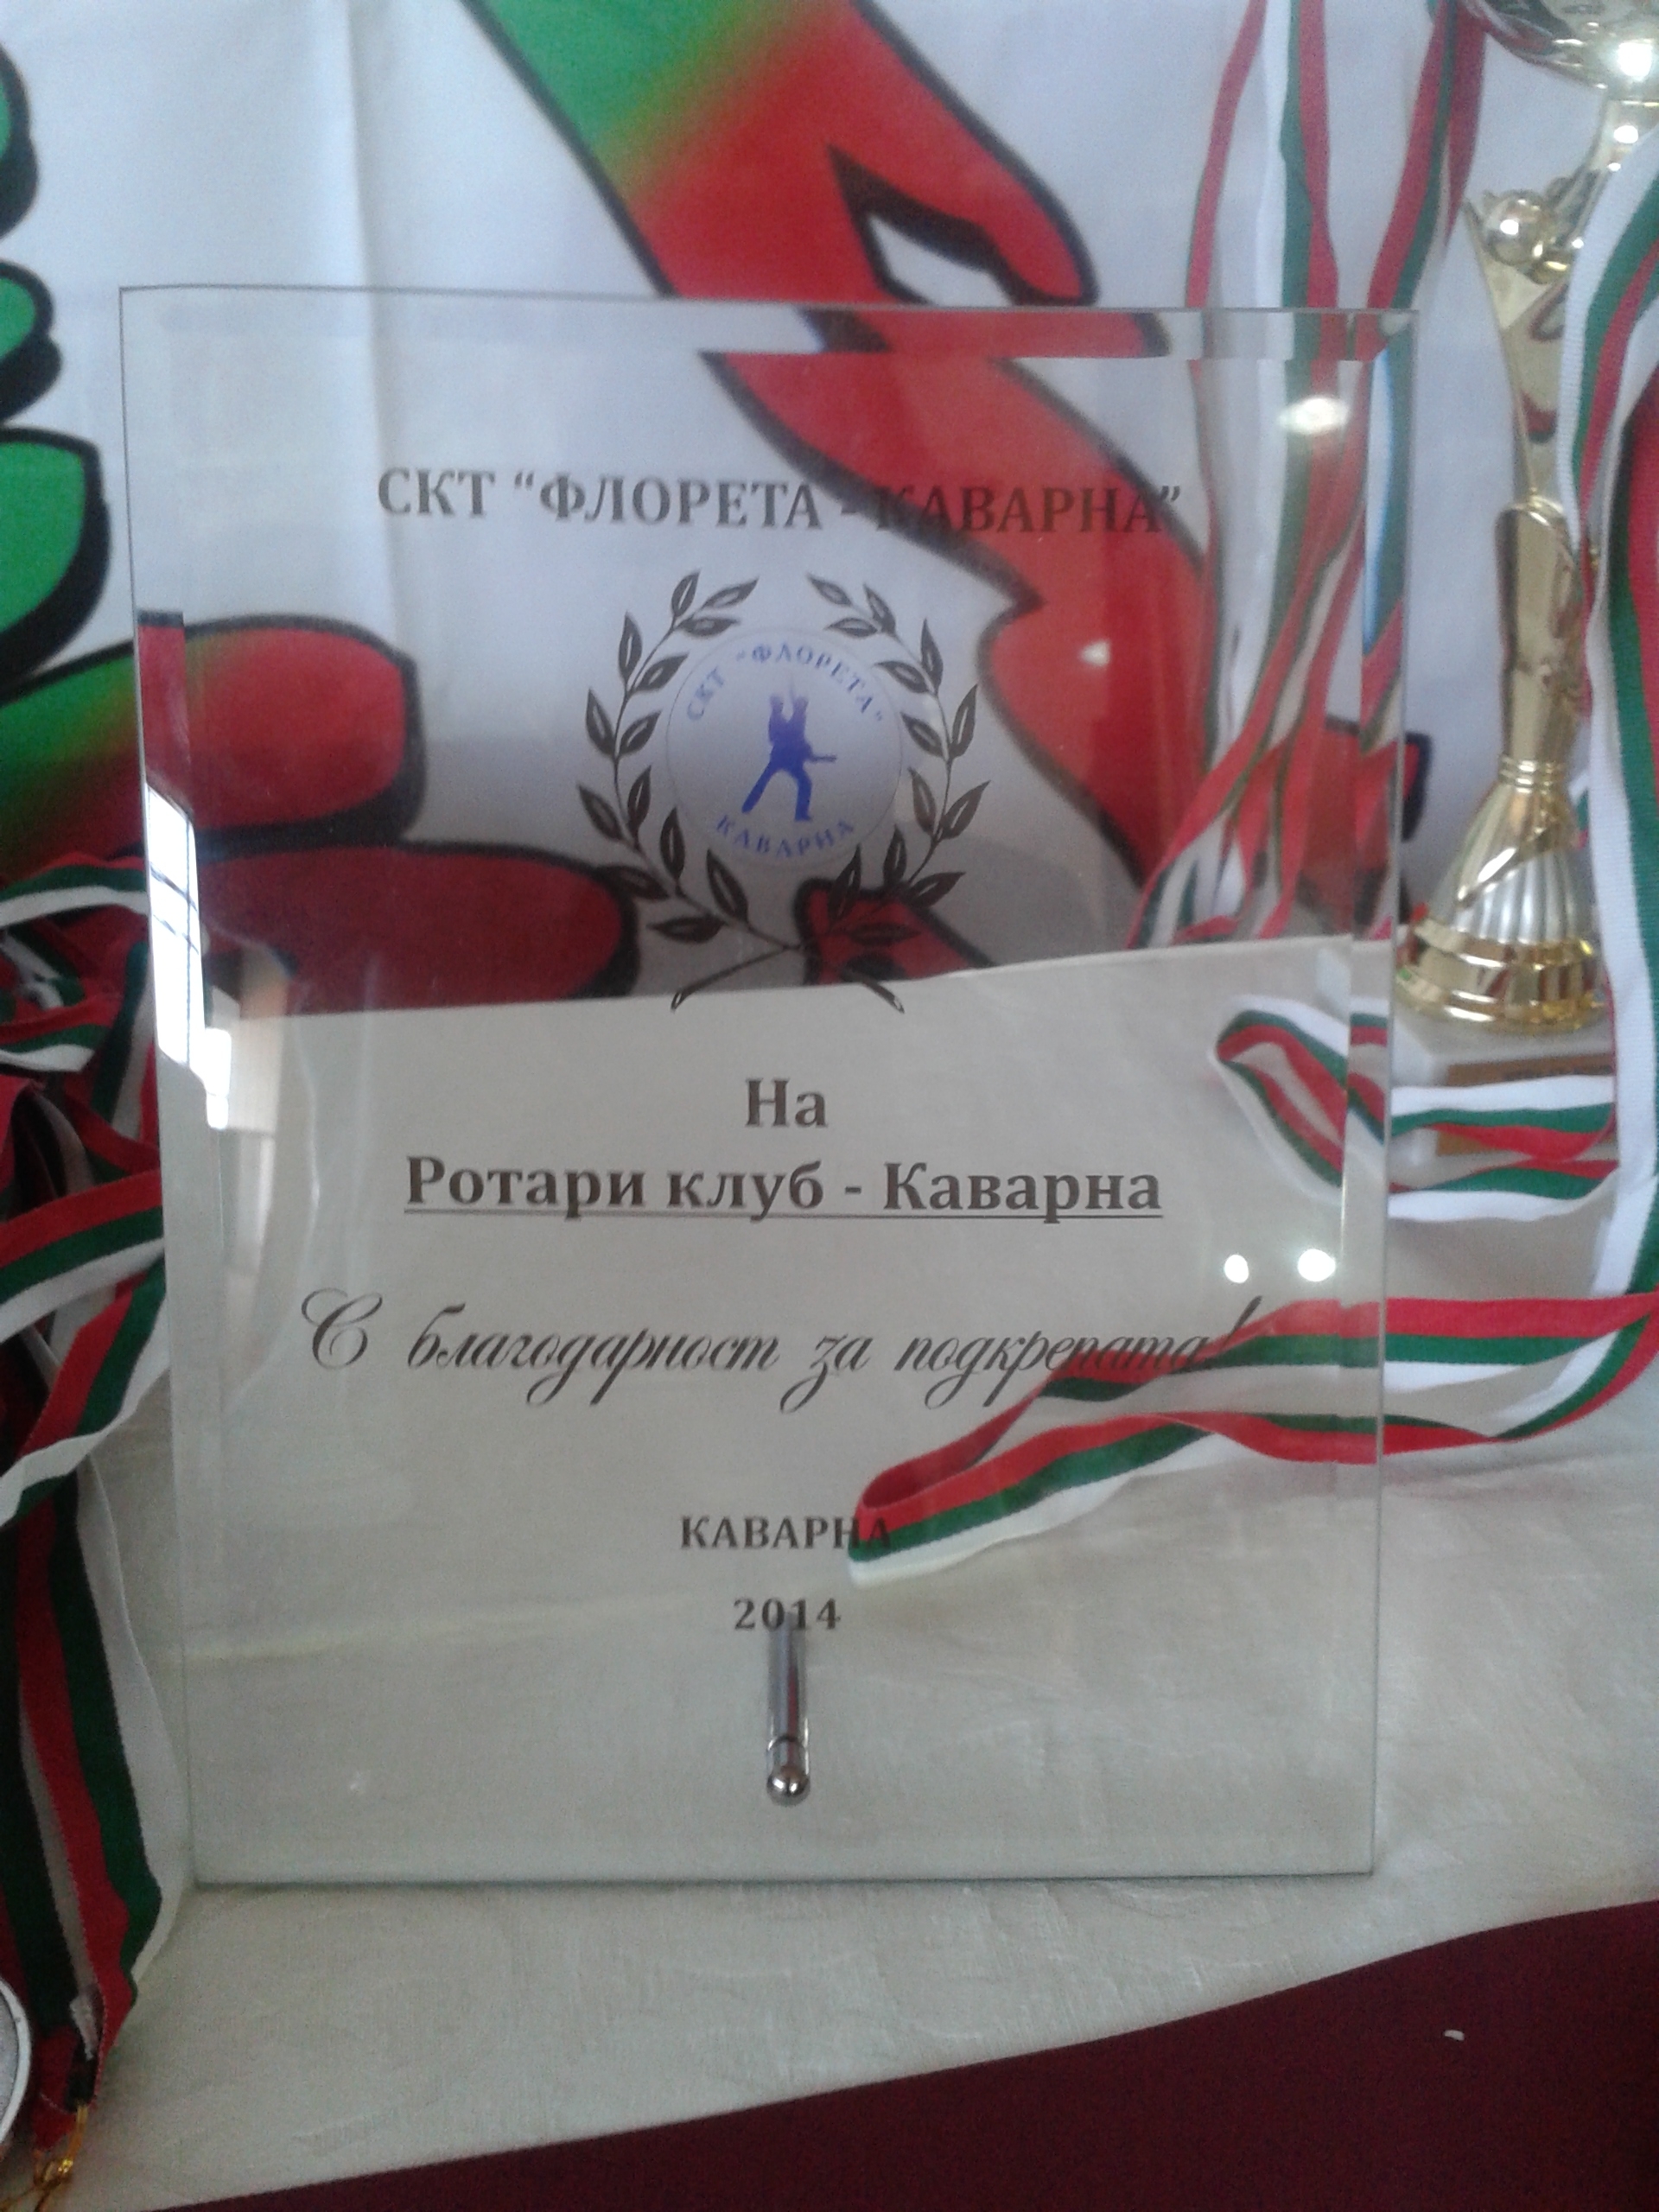 СКТ “ФЛОРЕТА - КАВАРНА”
СКТ “ФЛОРЕТА”
КАВАРНА
На
Ротари клуб - Каварна
С благодарност за подкрепата!
КАВАРНА
2014